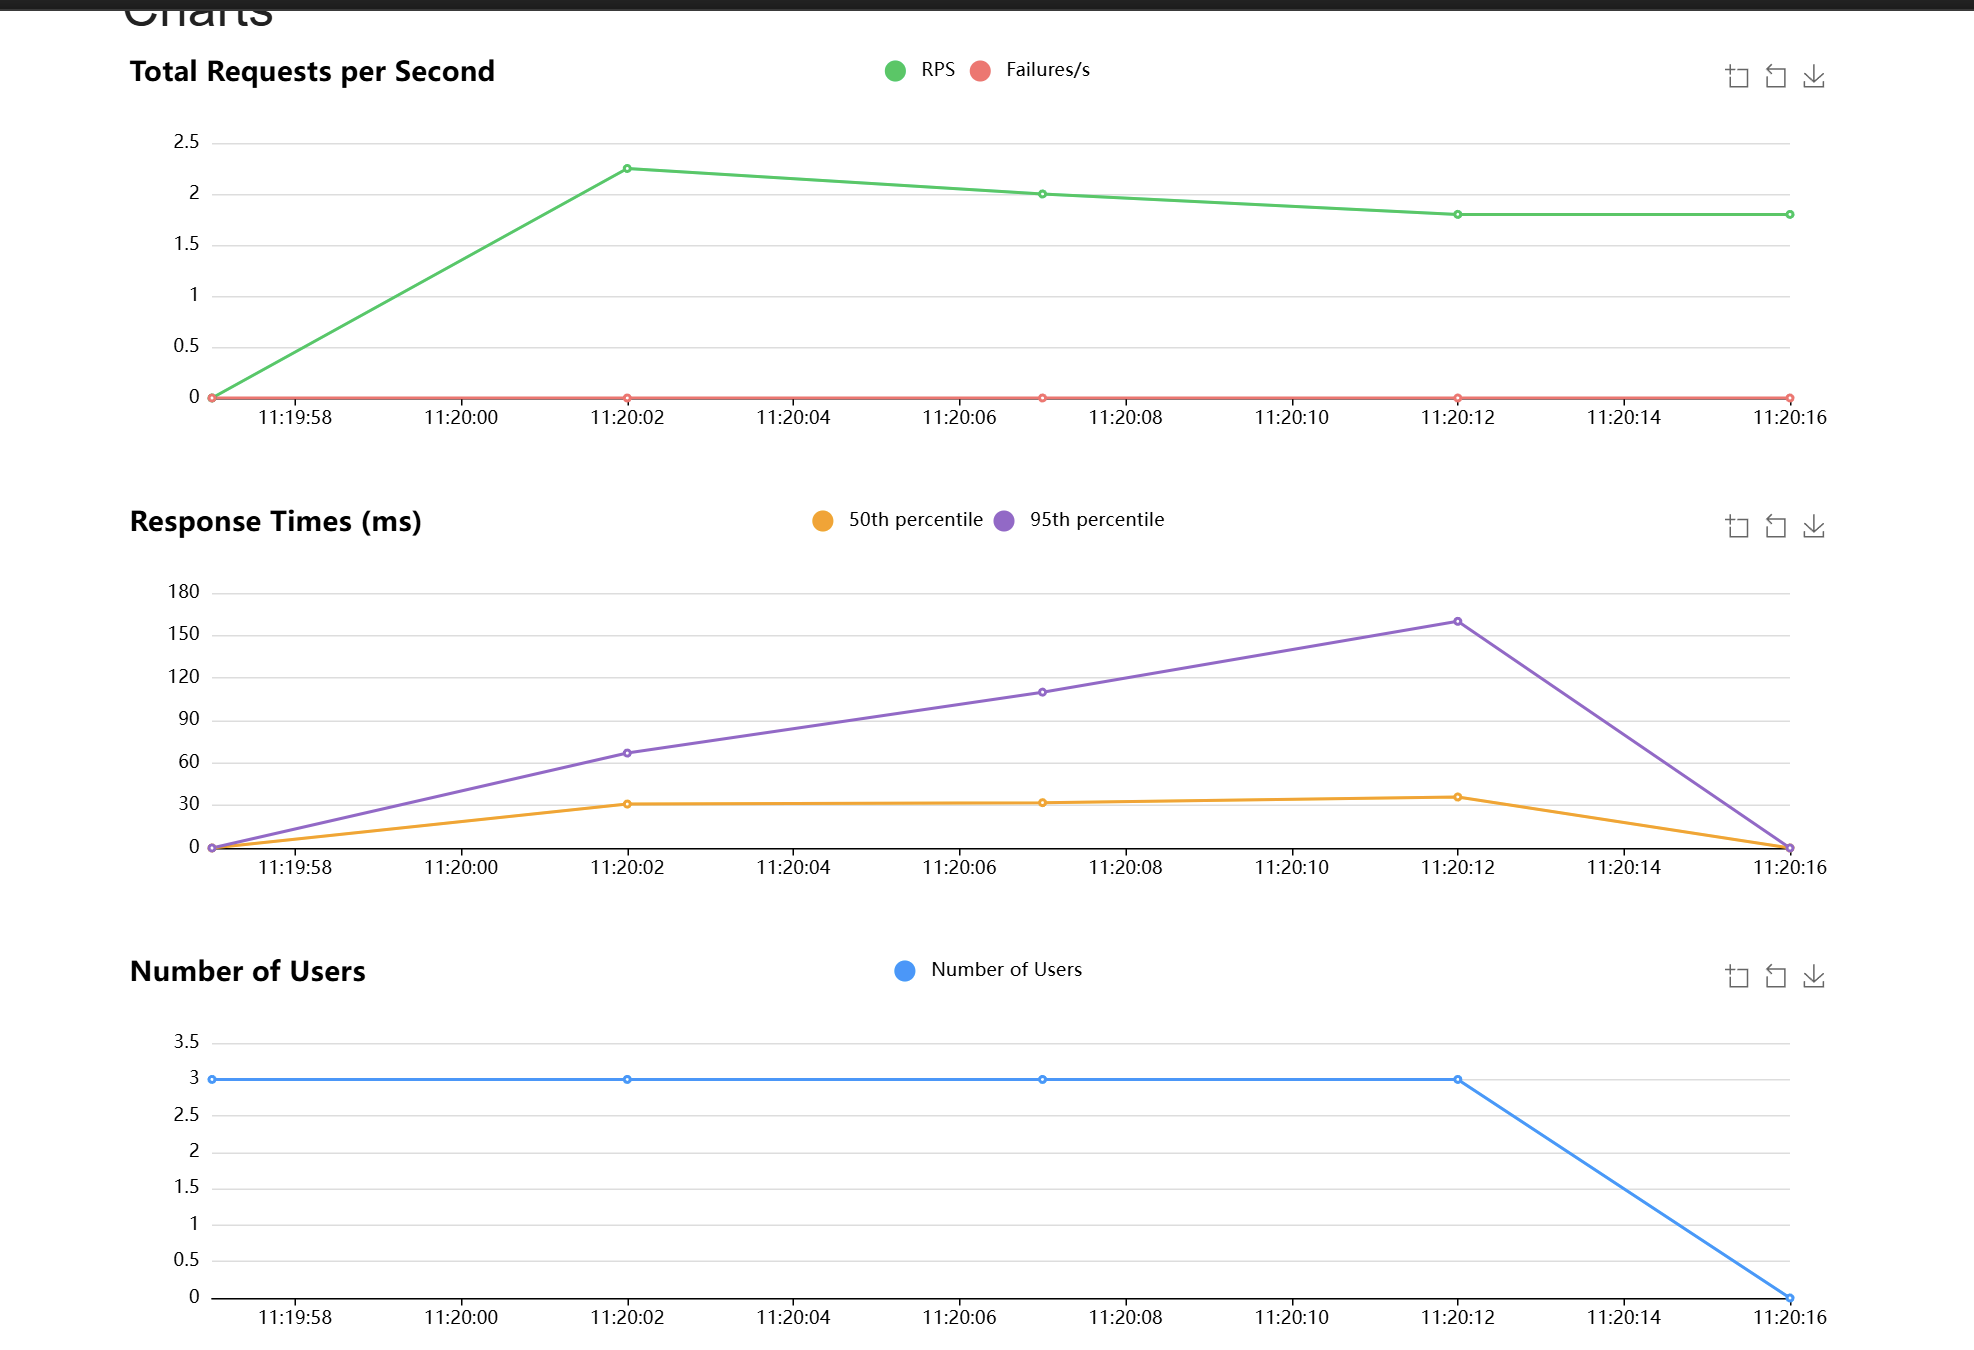 Charts
Total Requests per Second
RPS Failures/s
2.5
2
1.5
1
0.5
0
11:19:58 11:20:00 11:20:02 11:20:04 11:20:06 11:20:08 11:20:10 11:20:12 11:20:14 11:20:16
Response Times (ms)
50th percentile 95th percentile
180
150
120
90
60
30
0
11:19:58 11:20:00 11:20:02 11:20:04 11:20:06 11:20:08 11:20:10 11:20:12 11:20:14 11:20:16
Number of Users
Number of Users
3.5
3
2.5
2
1.5
1
0.5
0
11:19:58 11:20:00 11:20:02 11:20:04 11:20:06 11:20:08 11:20:10 11:20:12 11:20:14 11:20:16